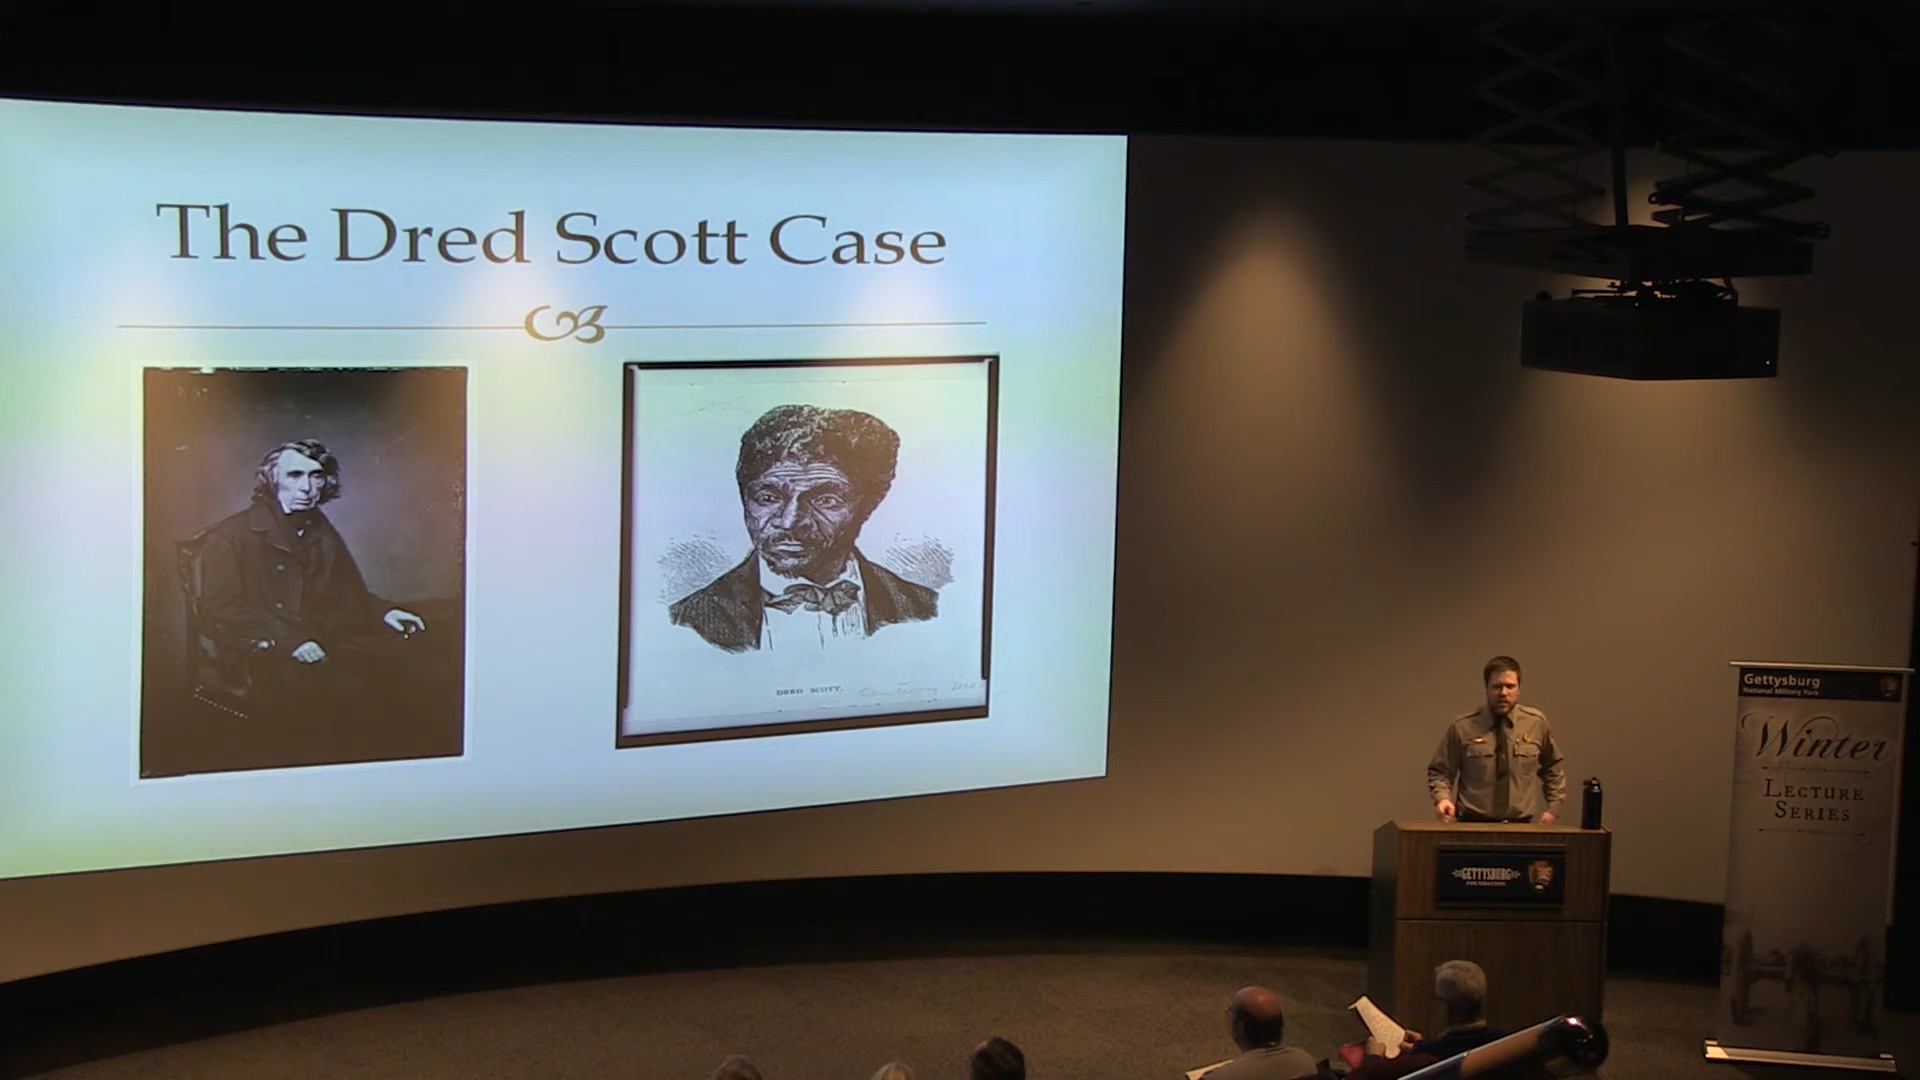 The Dred Scott Case
DRED SCOTT.
Gettysburg
National Military Park
Winter
LECTURE
SERIES
GETTYSBURG
FOUNDATION